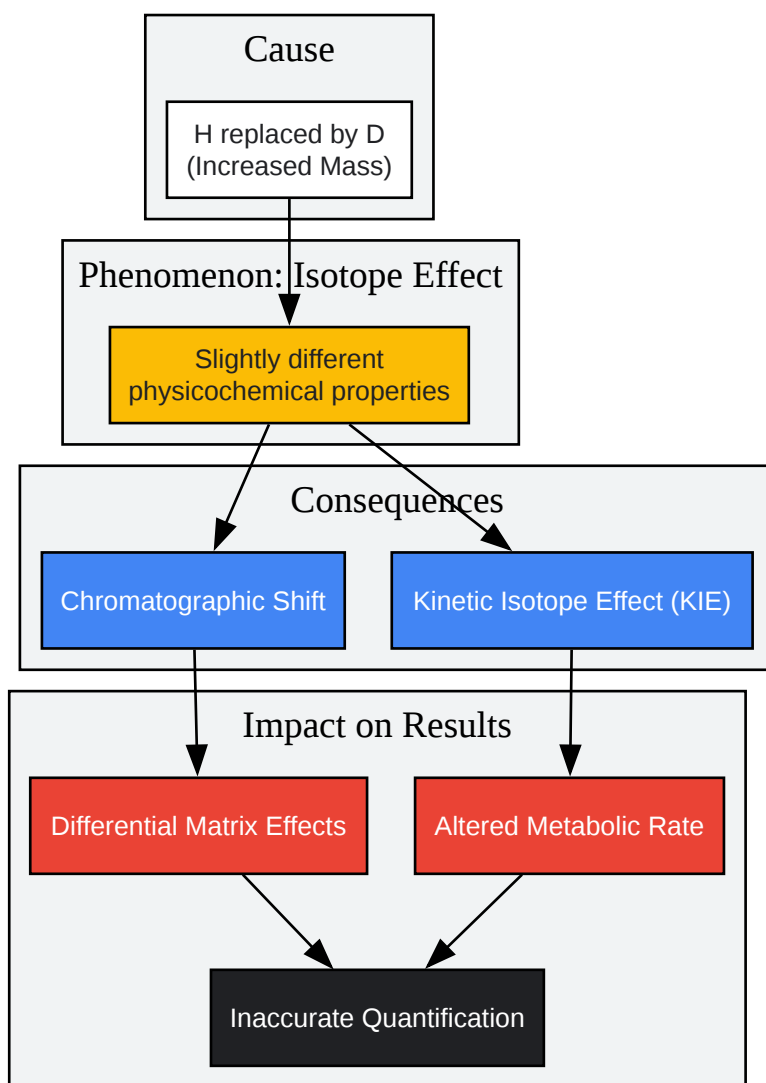 Cause
H replaced by D
(Increased Mass)
Phenomenon: Isotope Effect
Slightly different
physicochemical properties
Consequences
Chromatographic Shift
Kinetic Isotope Effect (KIE)
Impact on Results
Differential Matrix Effects
Altered Metabolic Rate
Inaccurate Quantification